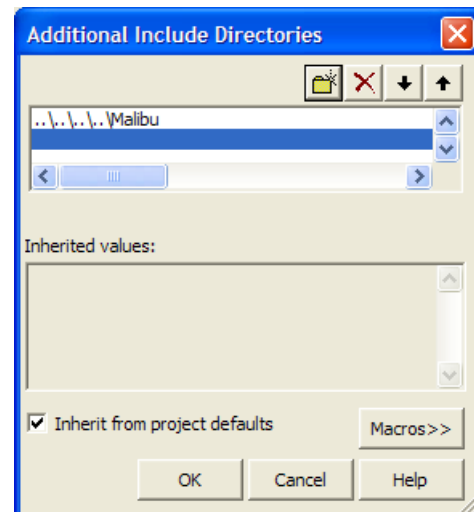 Additional Include Directories
..\..\..\..\Malibu
Inherited values:
Inherit from project defaults
Macros>>
OK
Cancel
Help